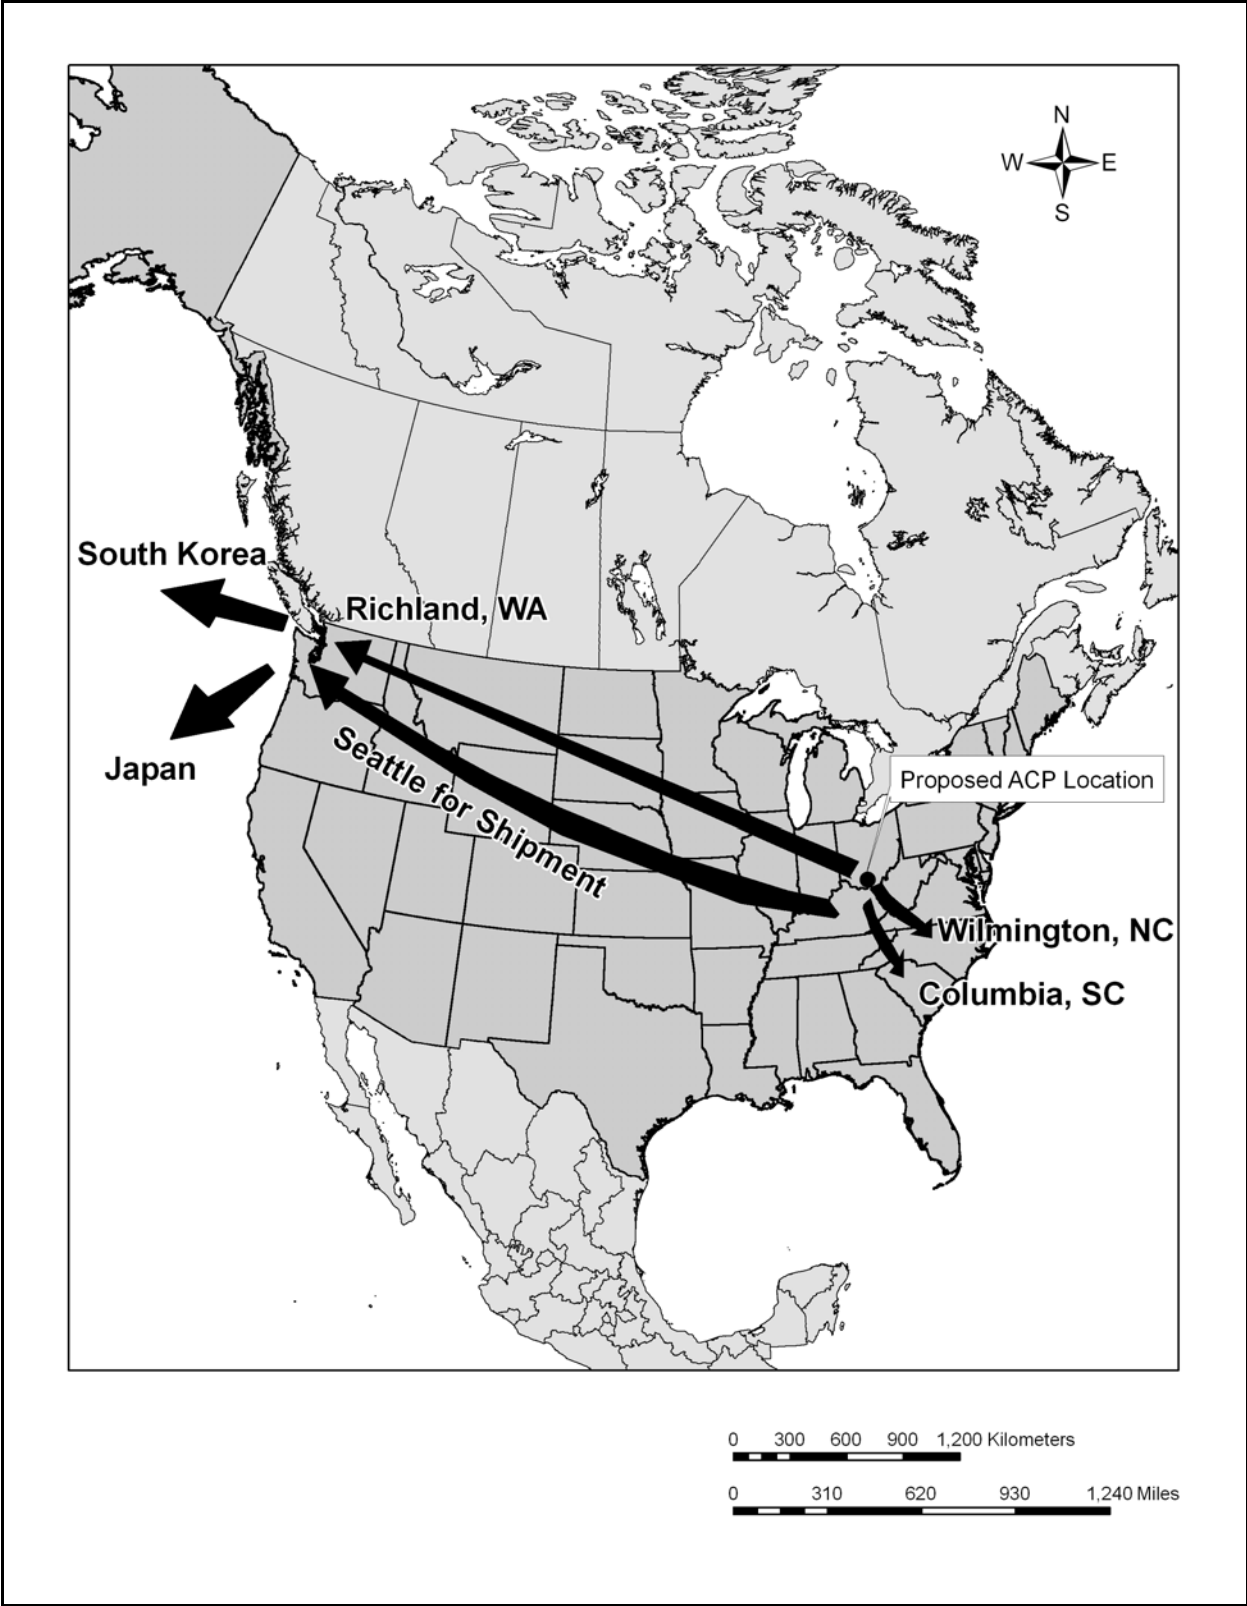 N
W E
S
South Korea
Richland, WA
Japan
Seattle for Shipment
Proposed ACP Location
Wilmington, NC
Columbia, SC
0 300 600 900 1,200 Kilometers
0 310 620 930 1,240 Miles